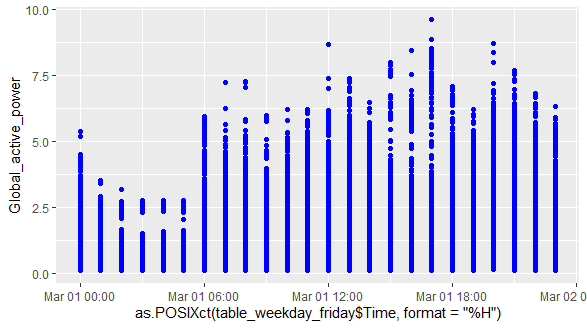 10.0
7.5
5.0
2.5
0.0
Global_active_power
Mar 01 00:00 Mar 01 06:00 Mar 01 12:00 Mar 01 18:00 Mar 02 0
as.POSIXct(table_weekday_friday$Time, format = "%H")